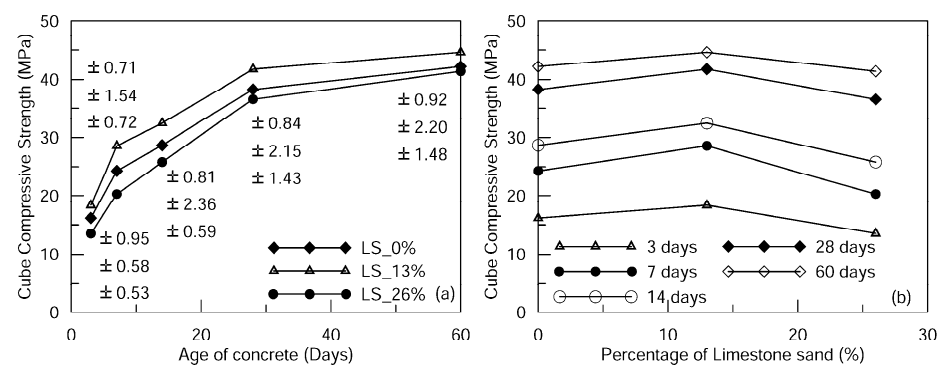 50
40
30
20
10
0
Cube Compressive Strength (MPa)
± 0.71
± 1.54
± 0.72
± 0.92
± 2.20
± 1.48
± 0.84
± 2.15
± 1.43
± 0.81
± 2.36
± 0.59
± 0.95
± 0.58
± 0.53
LS_0%
LS_13%
LS_26%
(a)
0 20 40 60
Age of concrete (Days)
50
40
30
20
10
0
Cube Compressive Strength (MPa)
3 days 28 days
7 days 60 days
14 days
(b)
0 10 20 30
Percentage of Limestone sand (%)